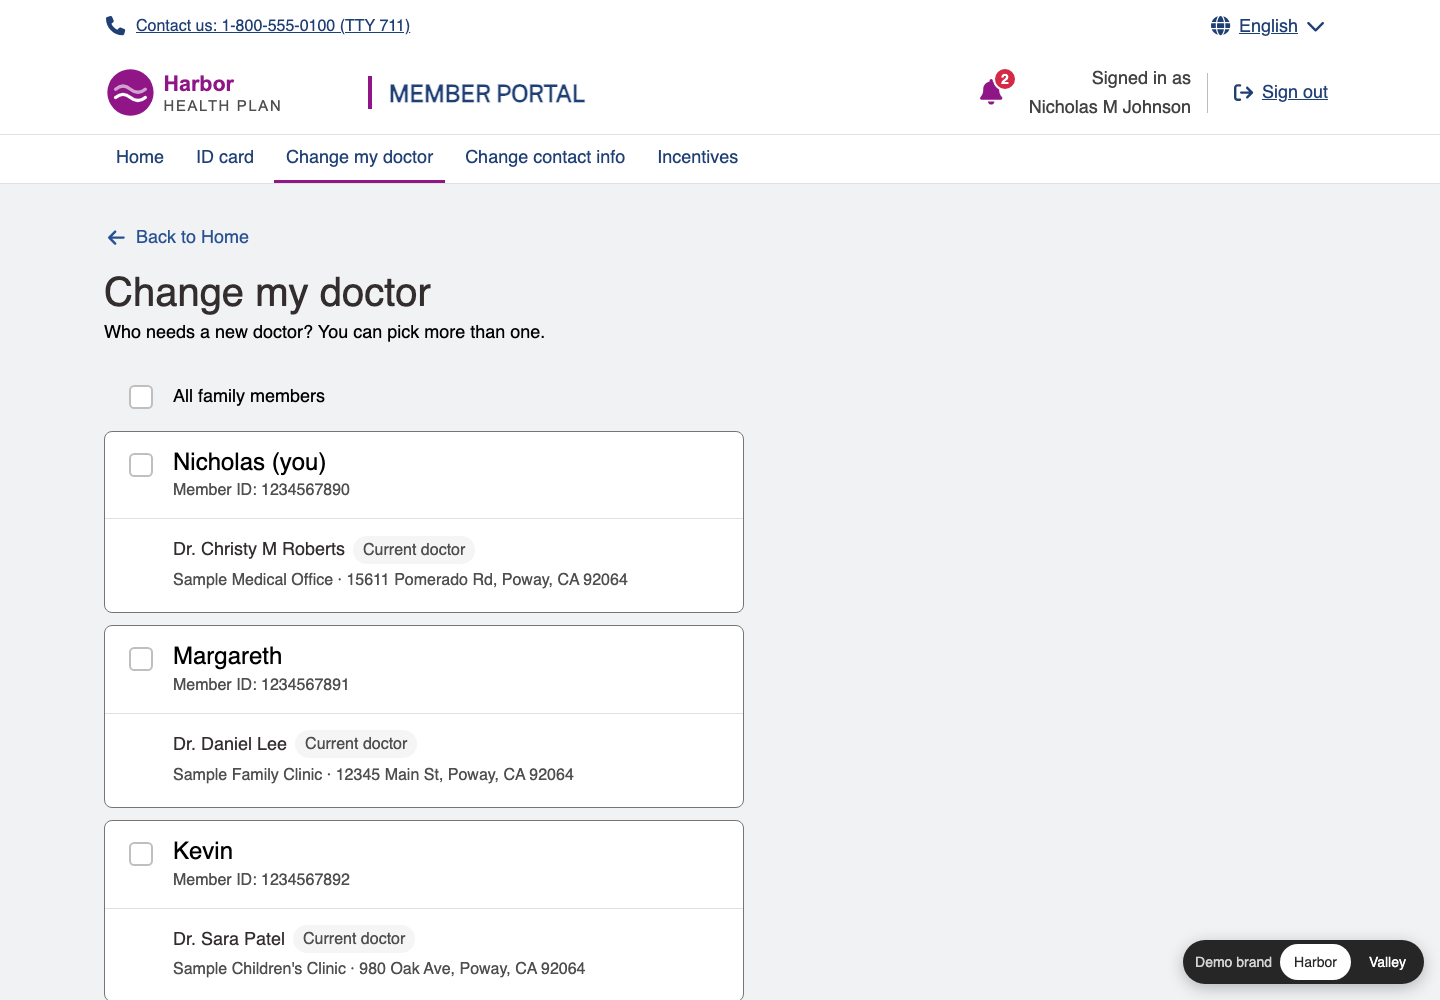 Contact us: 1-800-555-0100 (TTY 711)
English
Harbor
HEALTH PLAN
MEMBER PORTAL
2
Signed in as
Nicholas M Johnson
Sign out
Home
ID card
Change my doctor
Change contact info
Incentives
Back to Home
Change my doctor
Who needs a new doctor? You can pick more than one.
All family members
Nicholas (you)
Member ID: 1234567890
Dr. Christy M Roberts
Current doctor
Sample Medical Office · 15611 Pomerado Rd, Poway, CA 92064
Margareth
Member ID: 1234567891
Dr. Daniel Lee
Current doctor
Sample Family Clinic · 12345 Main St, Poway, CA 92064
Kevin
Member ID: 1234567892
Dr. Sara Patel
Current doctor
Sample Children's Clinic · 980 Oak Ave, Poway, CA 92064
Demo brand
Harbor
Valley